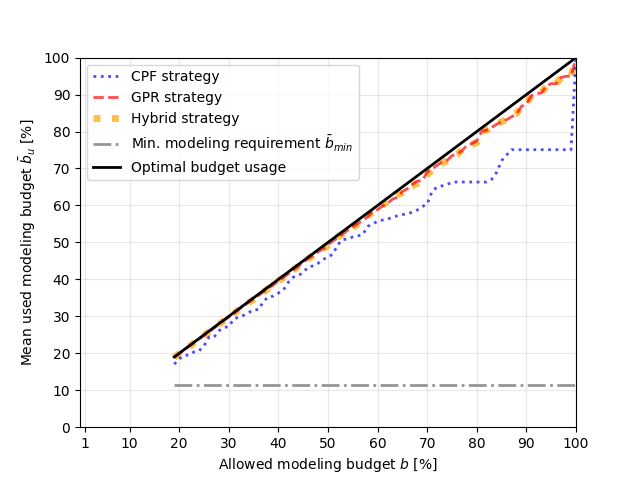 CPF strategy
GPR strategy
Hybrid strategy
Min. modeling requirement b̄_min
Optimal budget usage
Mean used modeling budget b̄_u [%]
100
90
80
70
60
50
40
30
20
10
0
1 10 20 30 40 50 60 70 80 90 100
Allowed modeling budget b [%]